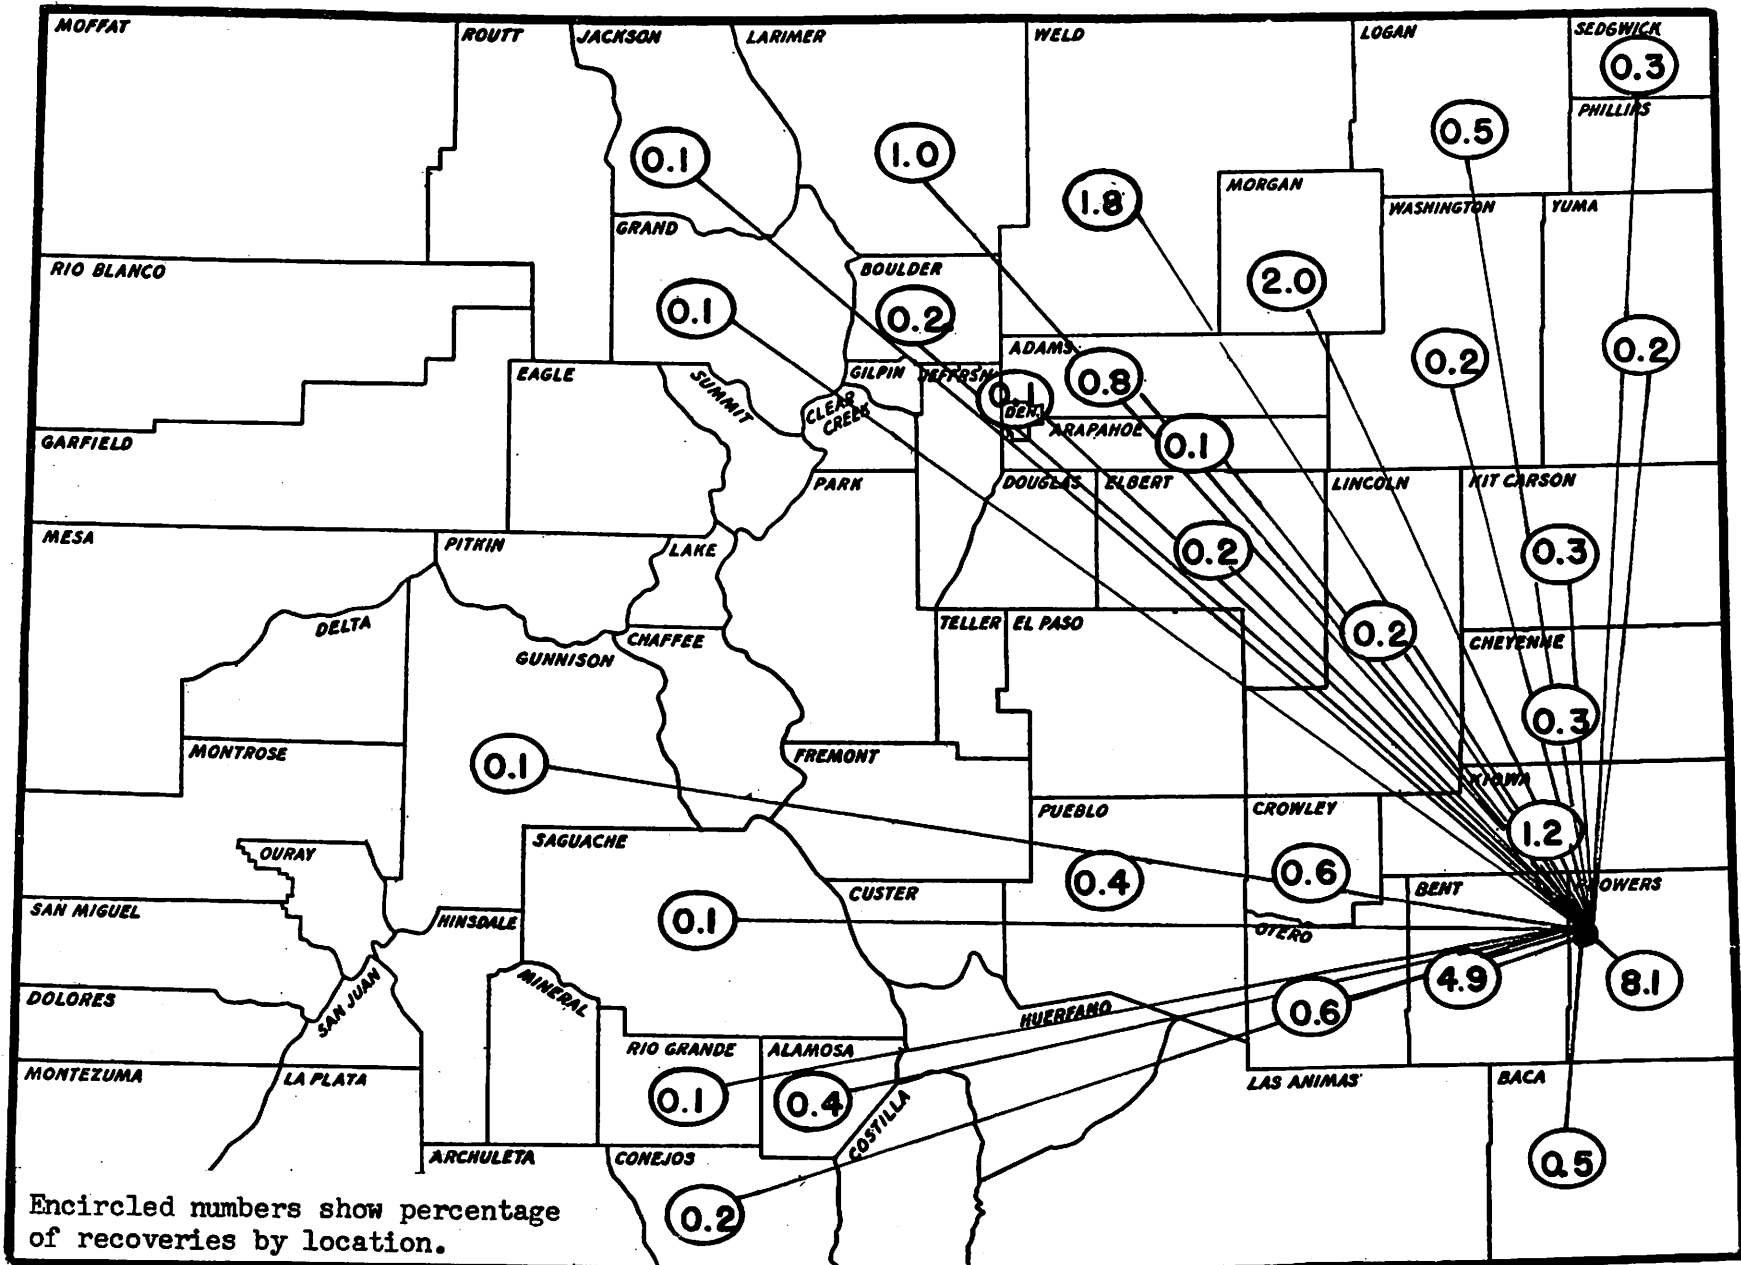 MOFFAT
ROUTT
JACKSON
LARIMER
WELD
LOGAN
SEDGWICK
0.3
PHILLIPS
0.5
0.1
1.0
1.8
MORGAN
WASHINGTON
YUMA
GRAND
RIO BLANCO
BOULDER
2.0
0.1
0.2
ADAMS
0.2
0.2
EAGLE
SUMMIT
GILPIN
JEFFRSN
0.8
CLEAR
CREEK
0.1
DEN.
ARAPAHOE
0.1
GARFIELD
PARK
DOUGLAS
ELBERT
LINCOLN
KIT CARSON
MESA
PITKIN
LAKE
0.2
0.3
DELTA
CHAFFEE
TELLER
EL PASO
0.2
CHEYENNE
GUNNISON
0.3
MONTROSE
FREMONT
0.1
KIOWA
PUEBLO
CROWLEY
1.2
OURAY
SAGUACHE
0.4
0.6
BENT
OWERS
SAN MIGUEL
HINSDALE
0.1
CUSTER
OTERO
DOLORES
SAN JUAN
MINERAL
HUERFANO
0.6
4.9
8.1
MONTEZUMA
LA PLATA
RIO GRANDE
ALAMOSA
LAS ANIMAS
BACA
0.1
0.4
COSTILLA
ARCHULETA
CONEJOS
0.5
0.2
Encircled numbers show percentage
of recoveries by location.